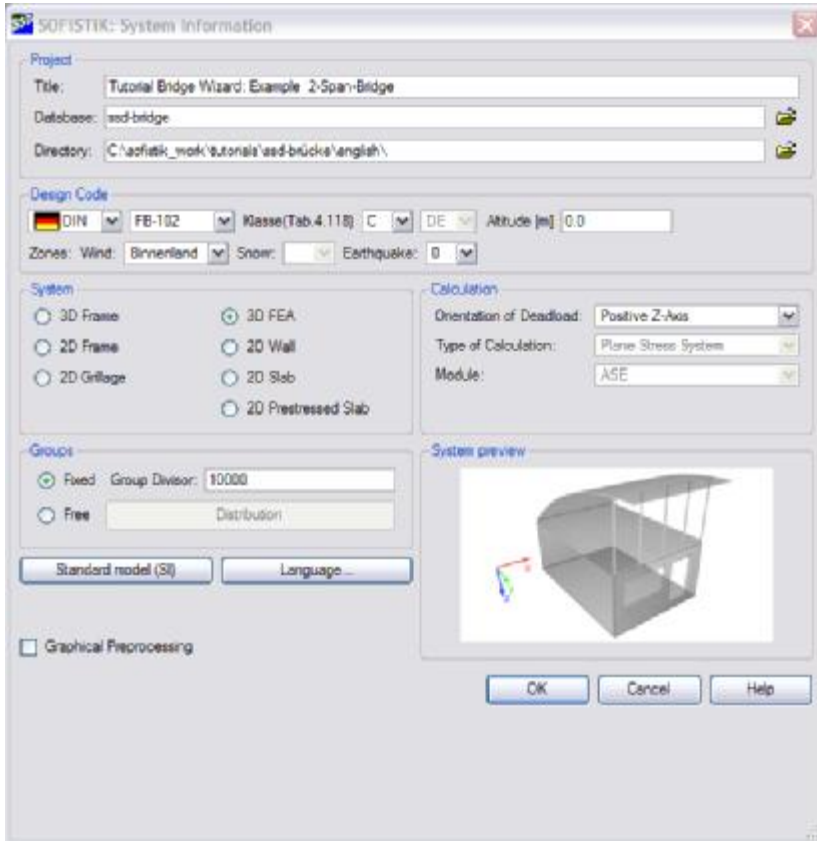 SOFISTIK: System Information
Project
Title: Tutorial Bridge Wizard: Example 2-Span-Bridge
Database: asd-bridge
Directory: C:\sofistik_work\tutorials\asd-brücke\english\
Design Code
DIN FB-102 Klasse(Tab.4.118) C DE Altitude [m] 0.0
Zones: Wind: Binnenland Snow: Earthquake: 0
System
3D Frame 3D FEA
2D Frame 2D Wall
2D Grillage 2D Slab
2D Prestressed Slab
Calculation
Orientation of Deadload: Positive Z-Axis
Type of Calculation: Plane Stress System
Module: ASE
Groups
Fixed Group Divisor: 10000
Free Distribution
System preview
Standard model (SI) Language ...
Graphical Preprocessing
OK Cancel Help